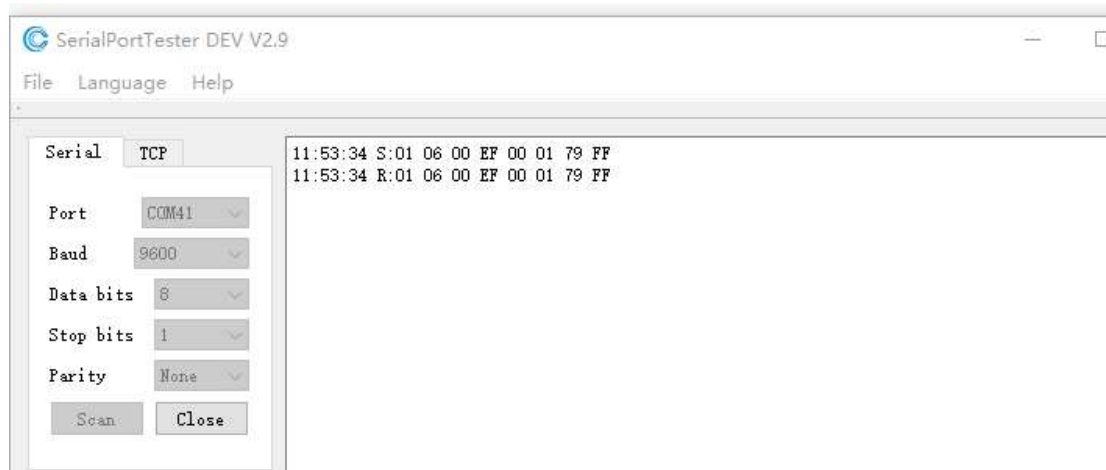 SerialPortTester DEV V2.9
File Language Help
Serial TCP
11:53:34 S:01 06 00 EF 00 01 79 FF
11:53:34 R:01 06 00 EF 00 01 79 FF
Port COM41
Baud 9600
Data bits 8
Stop bits 1
Parity None
Scan Close